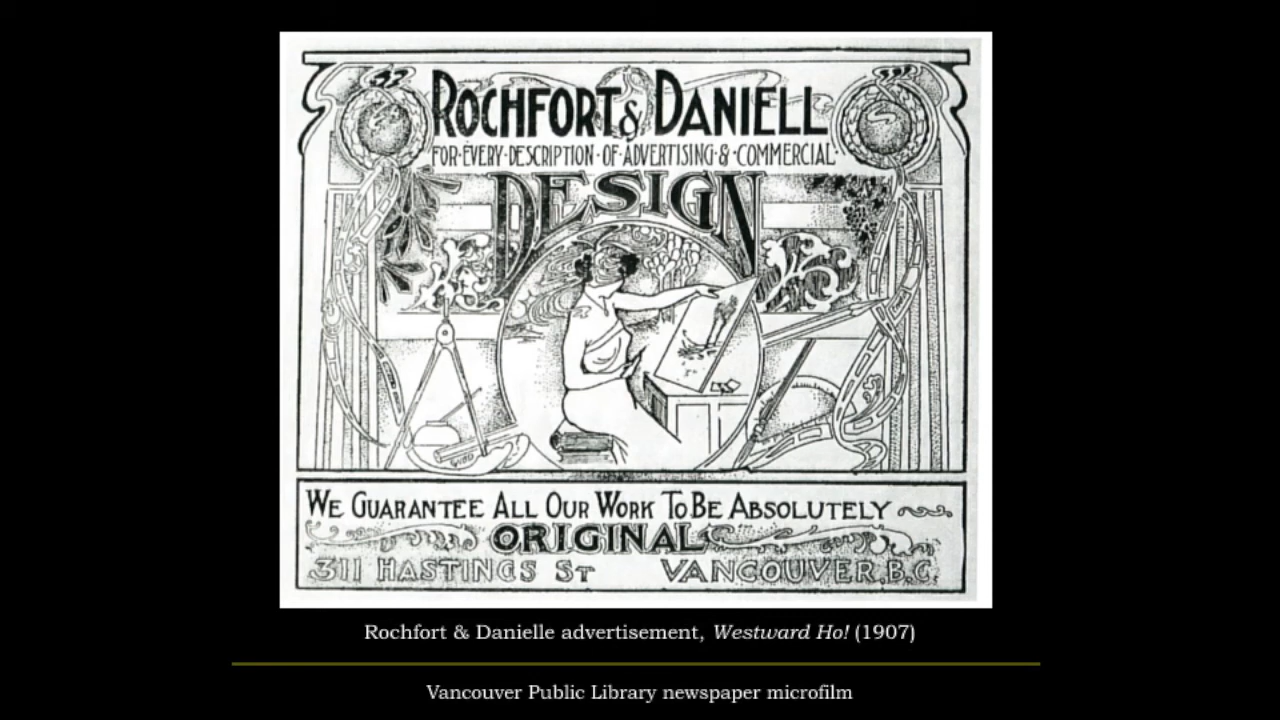 ROCHFORT & DANIELL
FOR·EVERY·DESCRIPTION·OF·ADVERTISING·&·COMMERCIAL·
DESIGN
WE GUARANTEE ALL OUR WORK TO BE ABSOLUTELY
ORIGINAL
311 HASTINGS ST VANCOUVER.B.C.
Rochfort & Danielle advertisement, Westward Ho! (1907)
Vancouver Public Library newspaper microfilm